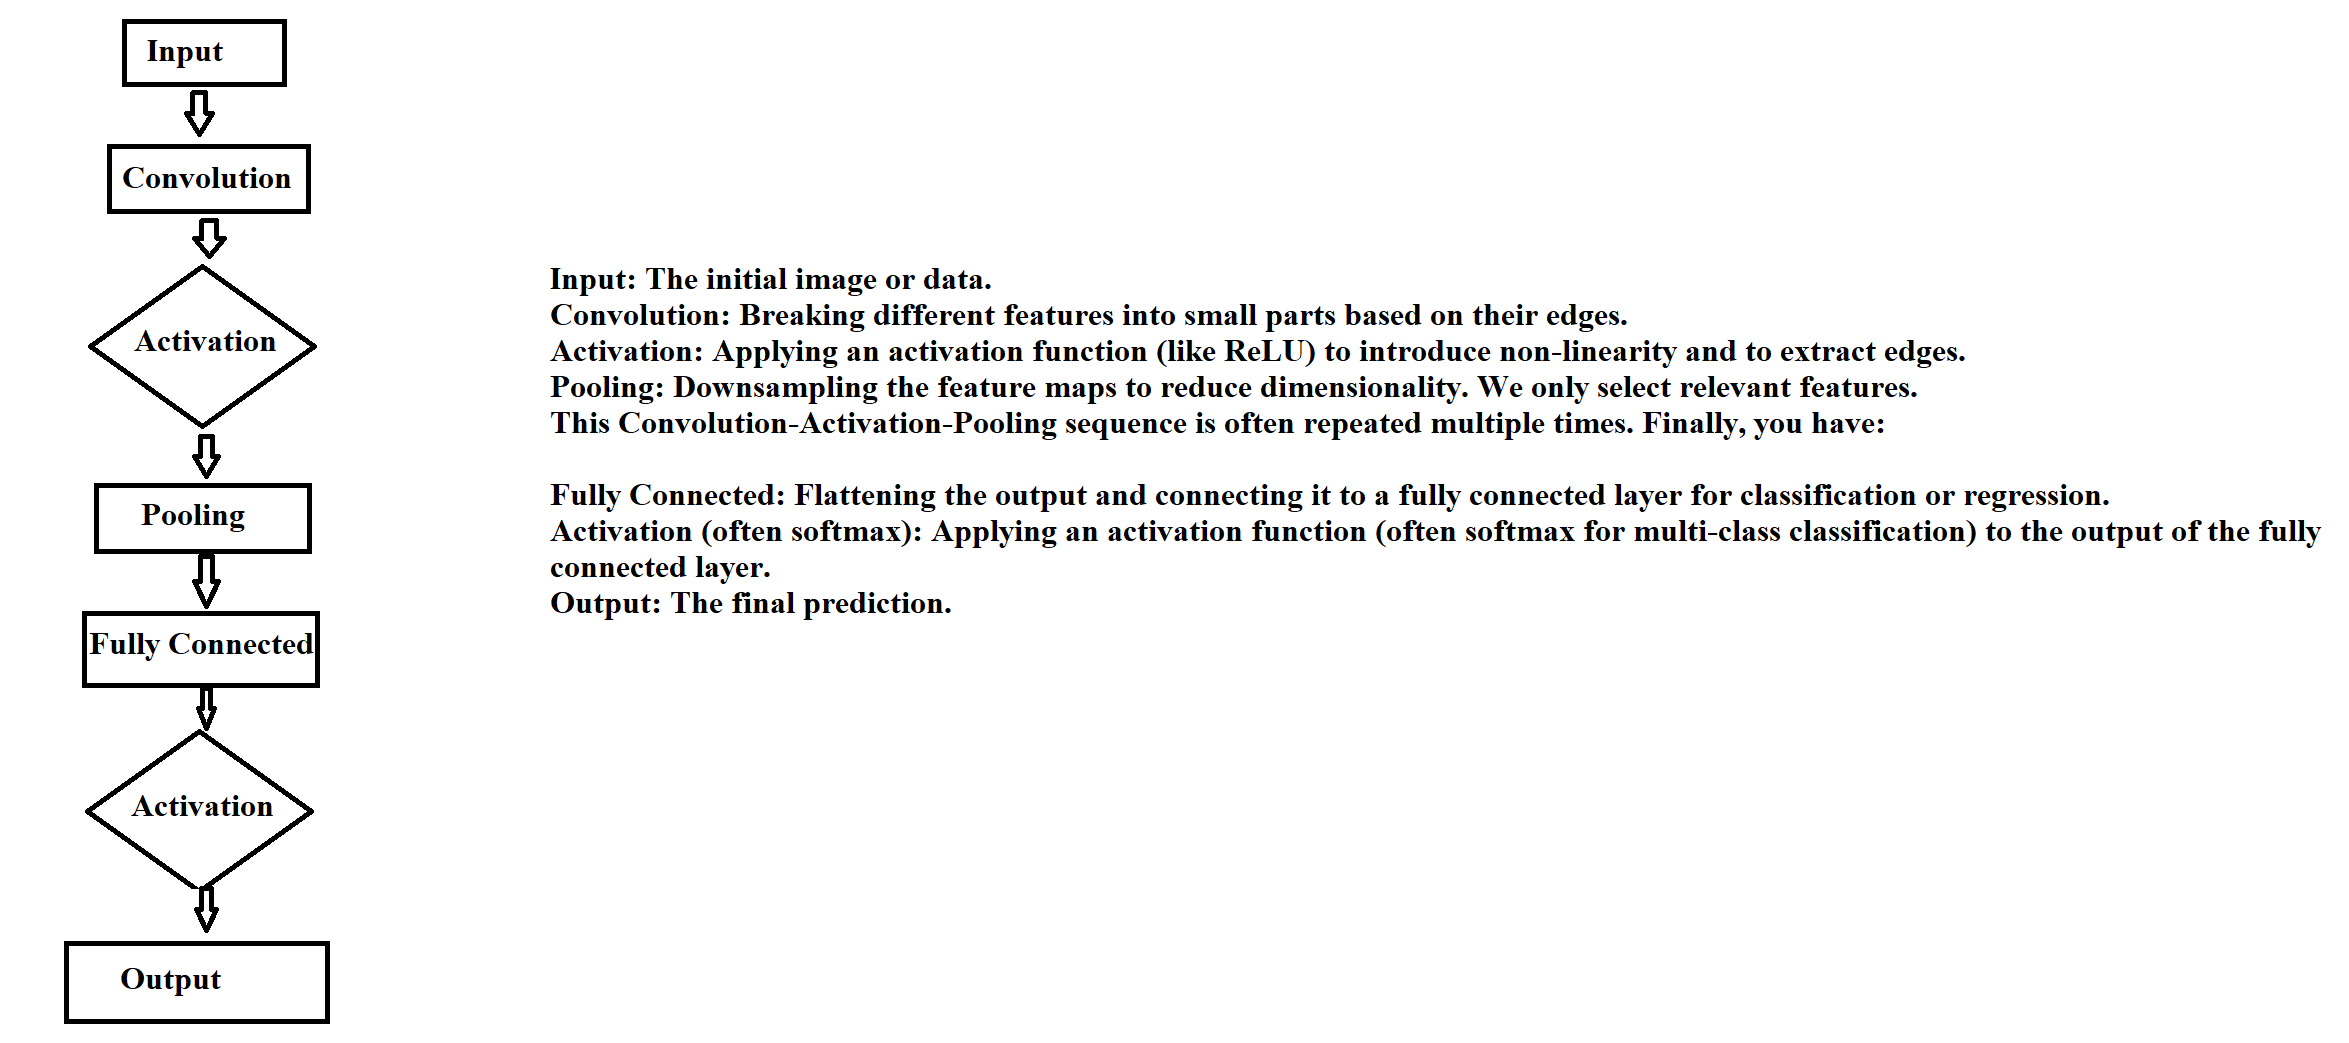 Input
Convolution
Activation
Pooling
Fully Connected
Activation
Output
Input: The initial image or data.
Convolution: Breaking different features into small parts based on their edges.
Activation: Applying an activation function (like ReLU) to introduce non-linearity and to extract edges.
Pooling: Downsampling the feature maps to reduce dimensionality. We only select relevant features.
This Convolution-Activation-Pooling sequence is often repeated multiple times. Finally, you have:
Fully Connected: Flattening the output and connecting it to a fully connected layer for classification or regression.
Activation (often softmax): Applying an activation function (often softmax for multi-class classification) to the output of the fully
connected layer.
Output: The final prediction.